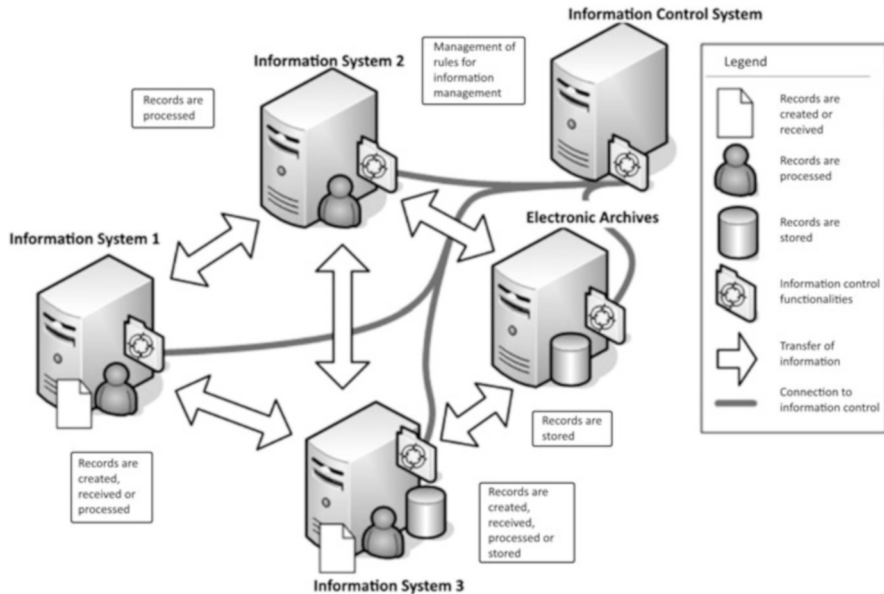 Information Control System
Information System 2
Management of
rules for
information
management
Records are
processed
Electronic Archives
Information System 1
Records are
stored
Records are
created,
received or
processed
Records are
created,
received,
processed or
stored
Information System 3
Legend
Records are
created or
received
Records are
processed
Records are
stored
Information control
functionalities
Transfer of
information
Connection to
information control